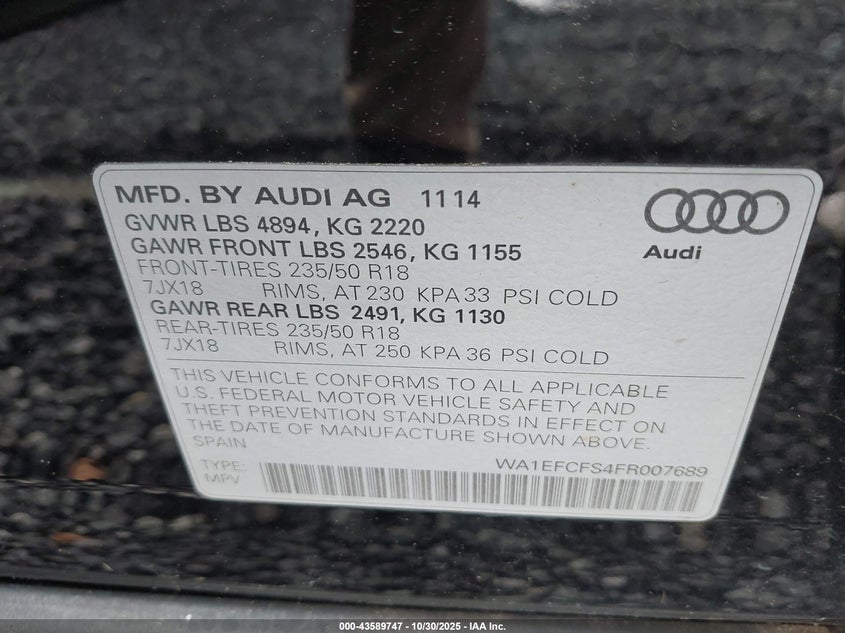 MFD. BY AUDI AG 11 14
GVWR LBS 4894, KG 2220
GAWR FRONT LBS 2546, KG 1155
FRONT-TIRES 235/50 R18
7JX18 RIMS, AT 230 KPA 33 PSI COLD
GAWR REAR LBS 2491, KG 1130
REAR-TIRES 235/50 R18
7JX18 RIMS, AT 250 KPA 36 PSI COLD
Audi
THIS VEHICLE CONFORMS TO ALL APPLICABLE
U.S. FEDERAL MOTOR VEHICLE SAFETY AND
THEFT PREVENTION STANDARDS IN EFFECT ON
THE DATE OF MANUFACTURE SHOWN ABOVE.
SPAIN
WA1EFCFS4FR007689
TYPE:
MPV
000-43589747 - 10/30/2025 - IAA Inc.